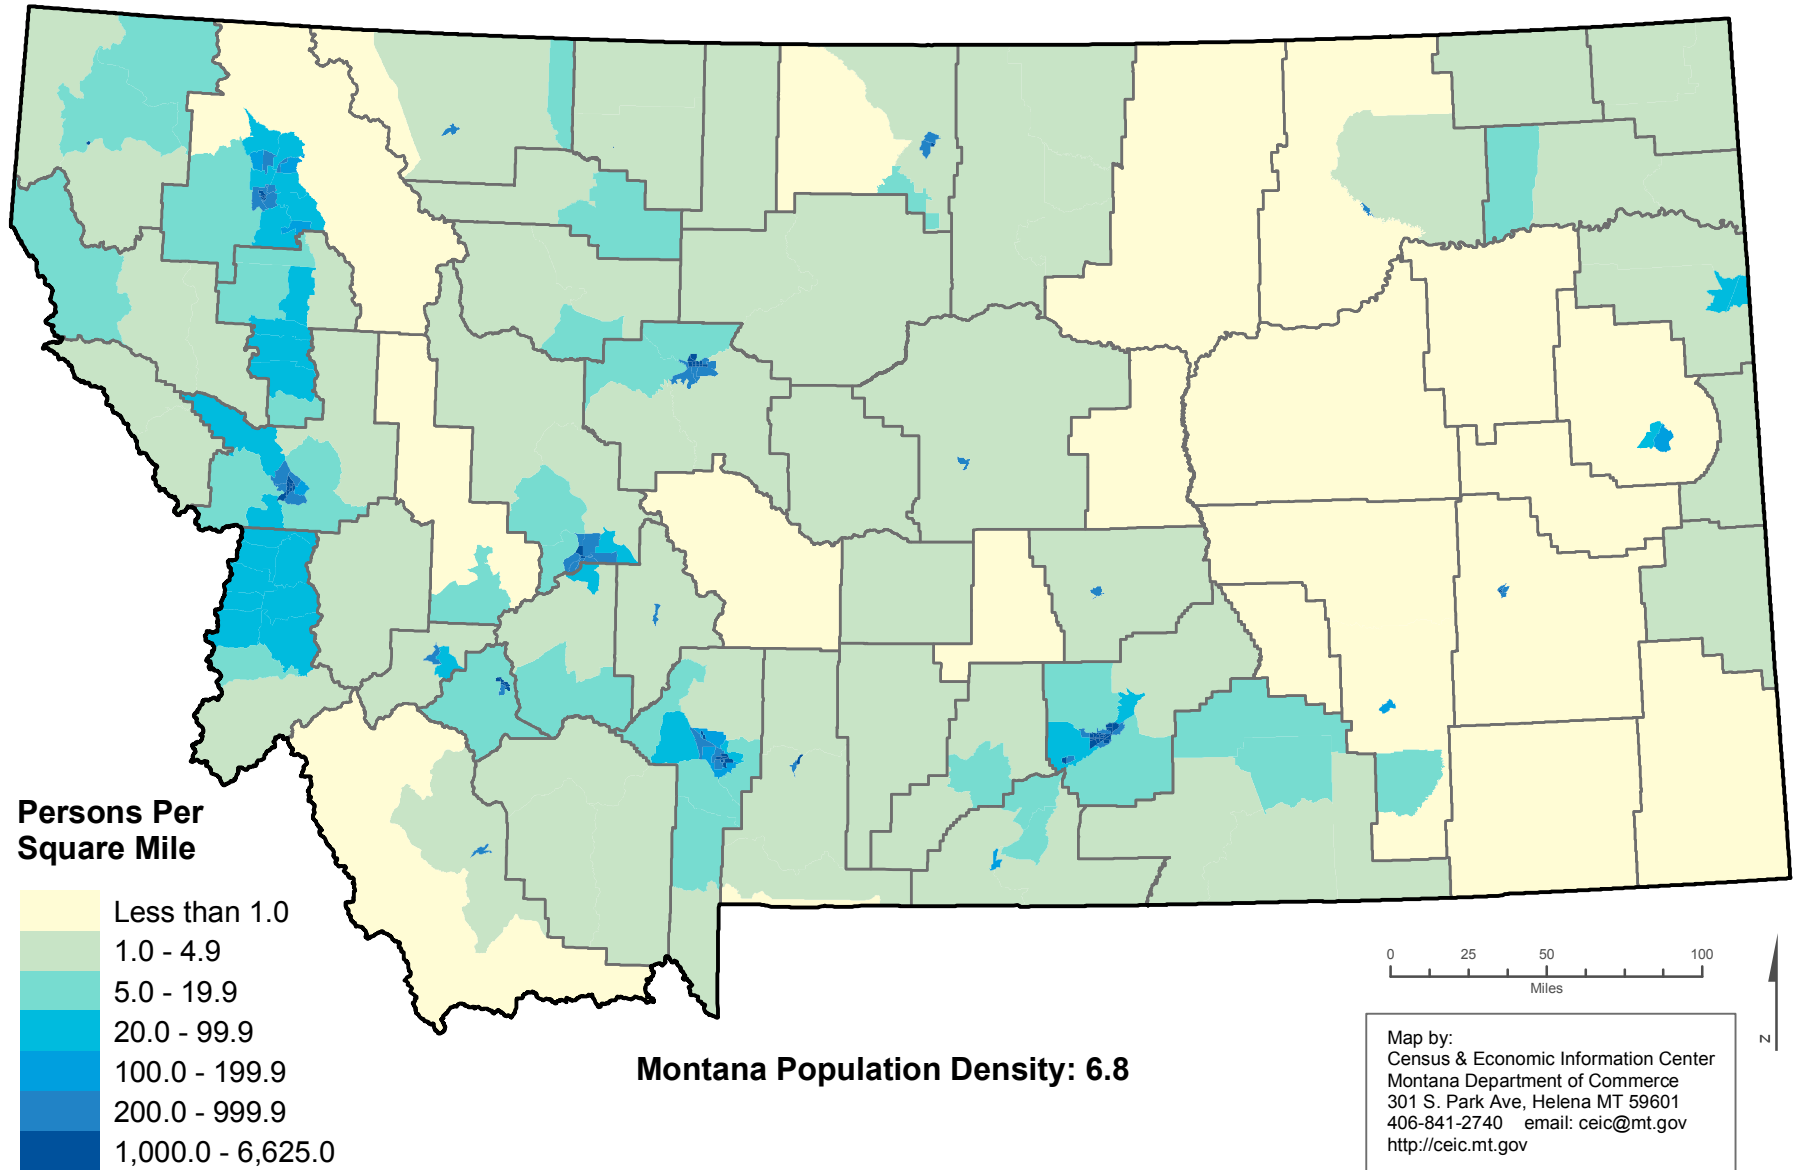 Persons Per
Square Mile
Less than 1.0
1.0 - 4.9
5.0 - 19.9
20.0 - 99.9
100.0 - 199.9
200.0 - 999.9
1,000.0 - 6,625.0
Montana Population Density: 6.8
0 25 50 100
Miles
N
Map by:
Census & Economic Information Center
Montana Department of Commerce
301 S. Park Ave, Helena MT 59601
406-841-2740 email: ceic@mt.gov
http://ceic.mt.gov